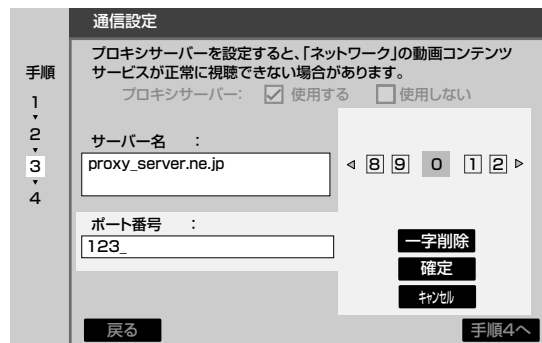 通信設定
プロキシサーバーを設定すると、「ネットワーク」の動画コンテンツ
サービスが正常に視聴できない場合があります。
プロキシサーバー: 使用する 使用しない
手順
1
2
3
4
サーバー名 :
proxy_server.ne.jp
8 9 0 1 2
ポート番号 :
123_
一字削除
確定
キャンセル
戻る
手順4へ